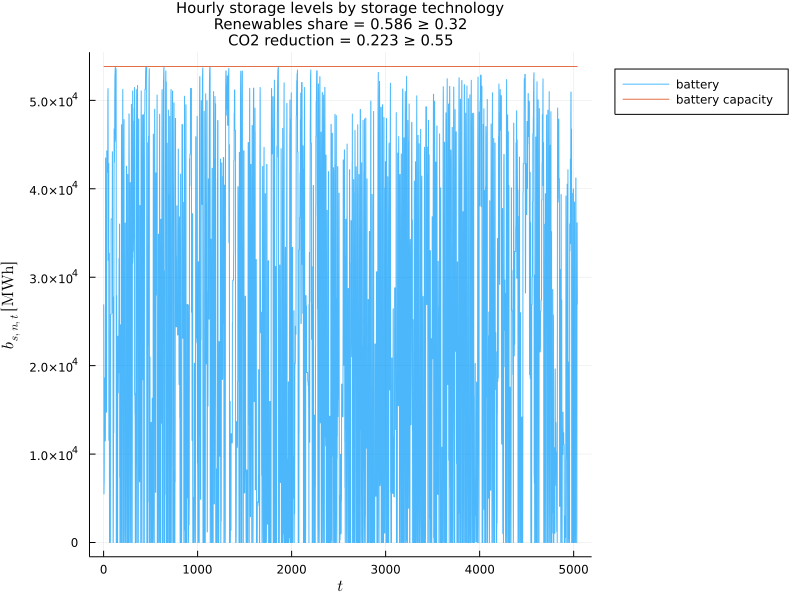 Hourly storage levels by storage technology
Renewables share = 0.586 ≥ 0.32
CO2 reduction = 0.223 ≥ 0.55
battery
battery capacity
b_{s,n,t} [MWh]
5.0×10⁴
4.0×10⁴
3.0×10⁴
2.0×10⁴
1.0×10⁴
0
0 1000 2000 3000 4000 5000
t